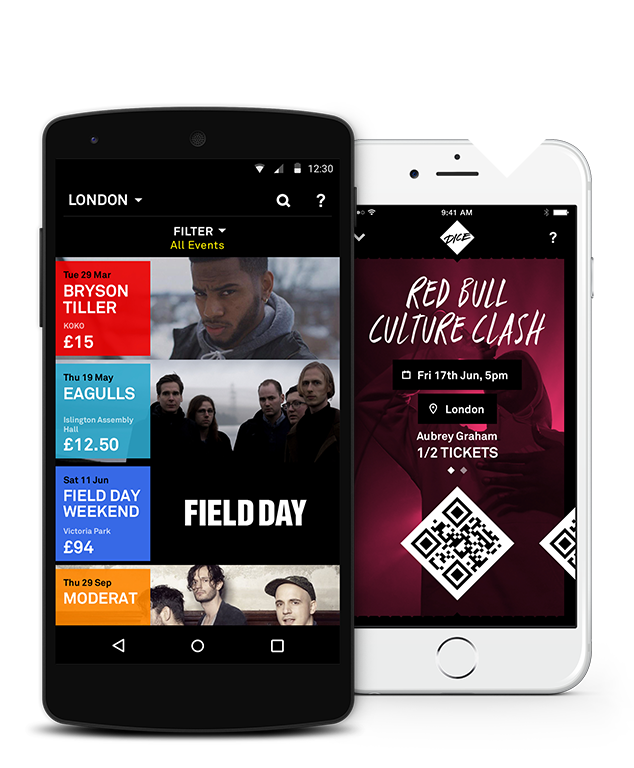 12:30
LONDON
?
FILTER
All Events
Tue 29 Mar
BRYSON
TILLER
KOKO
£15
Thu 19 May
EAGULLS
Islington Assembly
Hall
£12.50
Sat 11 Jun
FIELD DAY
WEEKEND
Victoria Park
£94
FIELD DAY
Thu 29 Sep
MODERAT
9:41 AM
DICE
?
RED BULL
CULTURE CLASH
Fri 17th Jun, 5pm
London
Aubrey Graham
1/2 TICKETS